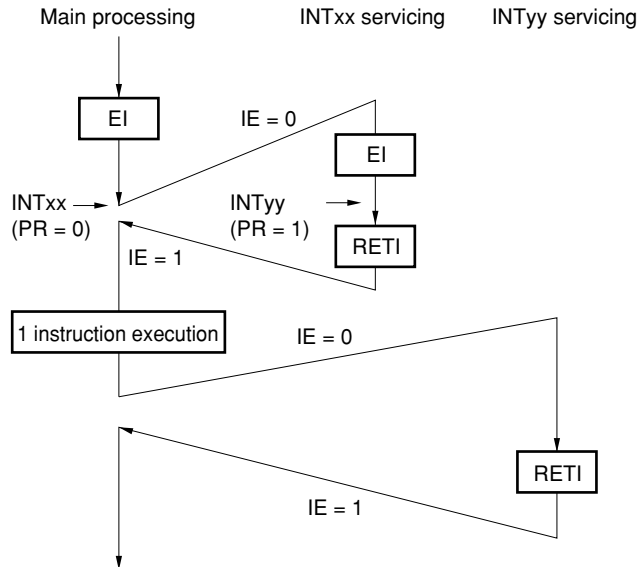 Main processing INTxx servicing INTyy servicing
EI
IE = 0
EI
INTxx
(PR = 0)
INTyy
(PR = 1)
RETI
IE = 1
1 instruction execution
IE = 0
RETI
IE = 1